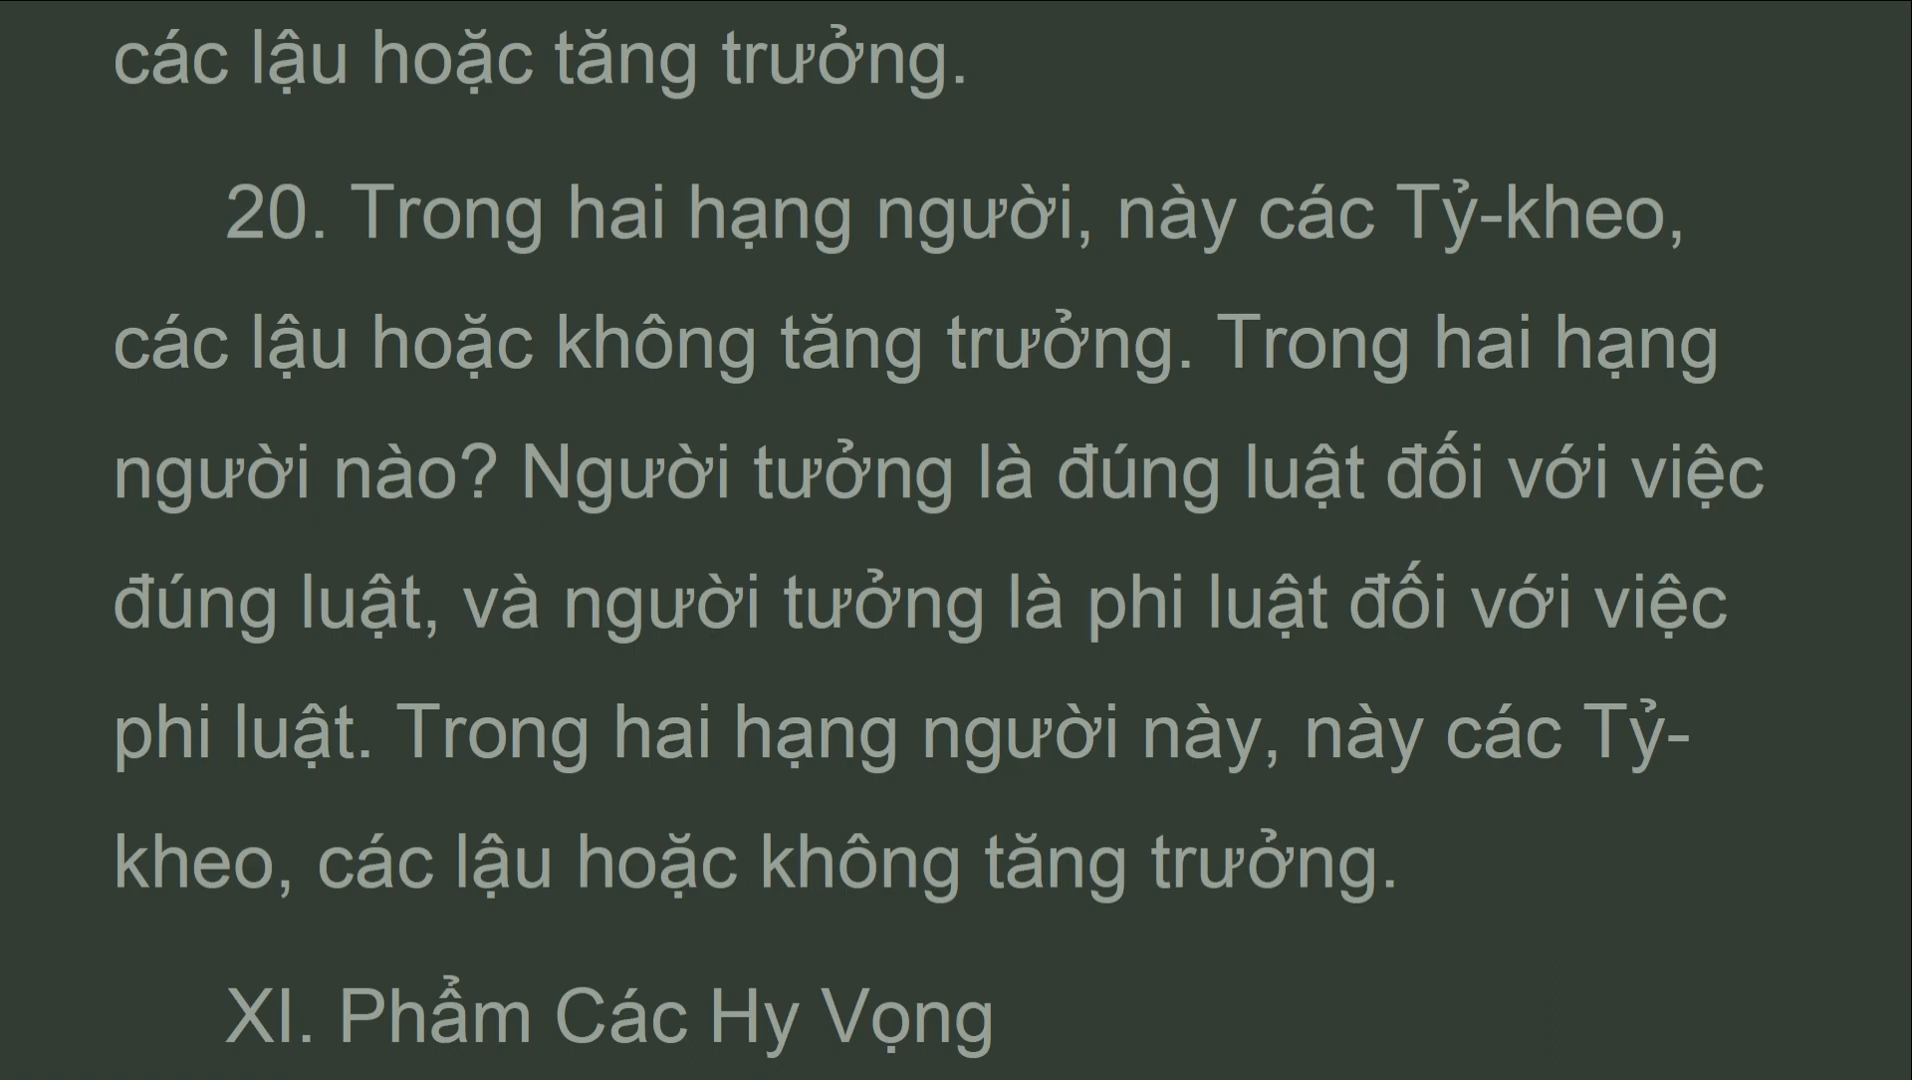 các lậu hoặc tăng trưởng.
20. Trong hai hạng người, này các Tỷ-kheo,
các lậu hoặc không tăng trưởng. Trong hai hạng
người nào? Người tưởng là đúng luật đối với việc
đúng luật, và người tưởng là phi luật đối với việc
phi luật. Trong hai hạng người này, này các Tỷ-
kheo, các lậu hoặc không tăng trưởng.
XI. Phẩm Các Hy Vọng